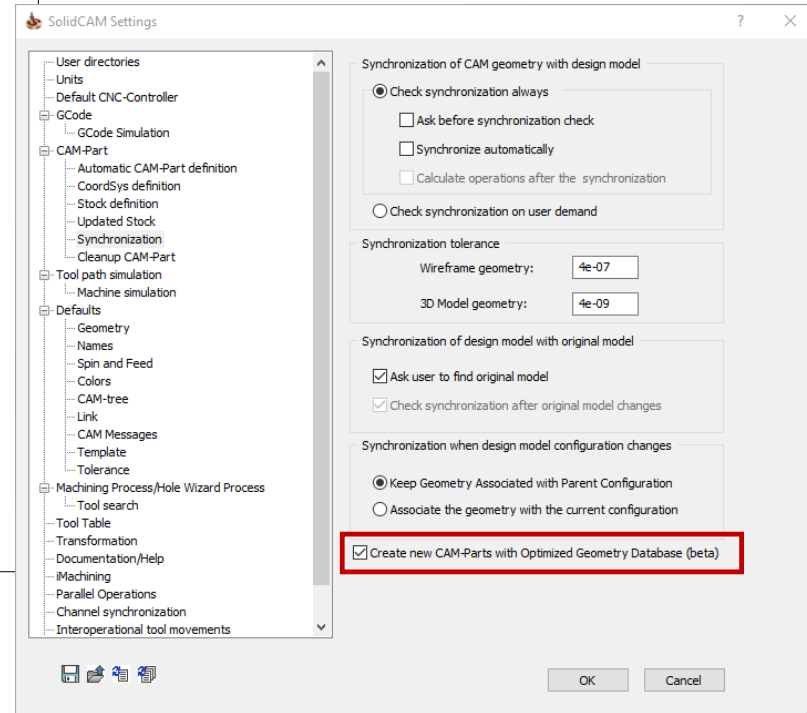 SolidCAM Settings
?
User directories
Units
Default CNC-Controller
GCode
GCode Simulation
CAM-Part
Automatic CAM-Part definition
CoordSys definition
Stock definition
Updated Stock
Synchronization
Cleanup CAM-Part
Tool path simulation
Machine simulation
Defaults
Geometry
Names
Spin and Feed
Colors
CAM-tree
Link
CAM Messages
Template
Tolerance
Machining Process/Hole Wizard Process
Tool search
Tool Table
Transformation
Documentation/Help
iMachining
Parallel Operations
Channel synchronization
Interoperational tool movements
Synchronization of CAM geometry with design model
Check synchronization always
Ask before synchronization check
Synchronize automatically
Calculate operations after the synchronization
Check synchronization on user demand
Synchronization tolerance
Wireframe geometry: 4e-07
3D Model geometry: 4e-09
Synchronization of design model with original model
Ask user to find original model
Check synchronization after original model changes
Synchronization when design model configuration changes
Keep Geometry Associated with Parent Configuration
Associate the geometry with the current configuration
Create new CAM-Parts with Optimized Geometry Database (beta)
OK Cancel